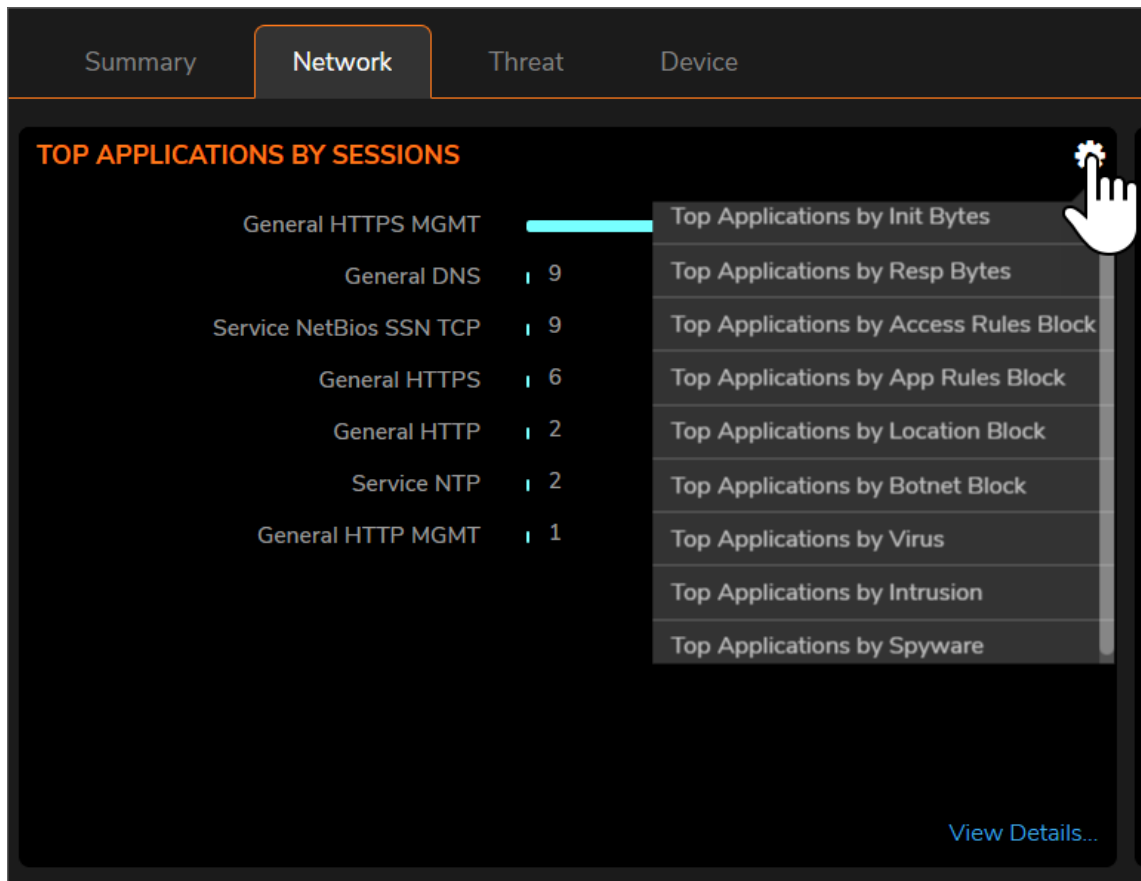 Summary Network Threat Device
TOP APPLICATIONS BY SESSIONS
General HTTPS MGMT
General DNS 9
Service NetBios SSN TCP 9
General HTTPS 6
General HTTP 2
Service NTP 2
General HTTP MGMT 1
Top Applications by Init Bytes
Top Applications by Resp Bytes
Top Applications by Access Rules Block
Top Applications by App Rules Block
Top Applications by Location Block
Top Applications by Botnet Block
Top Applications by Virus
Top Applications by Intrusion
Top Applications by Spyware
View Details...